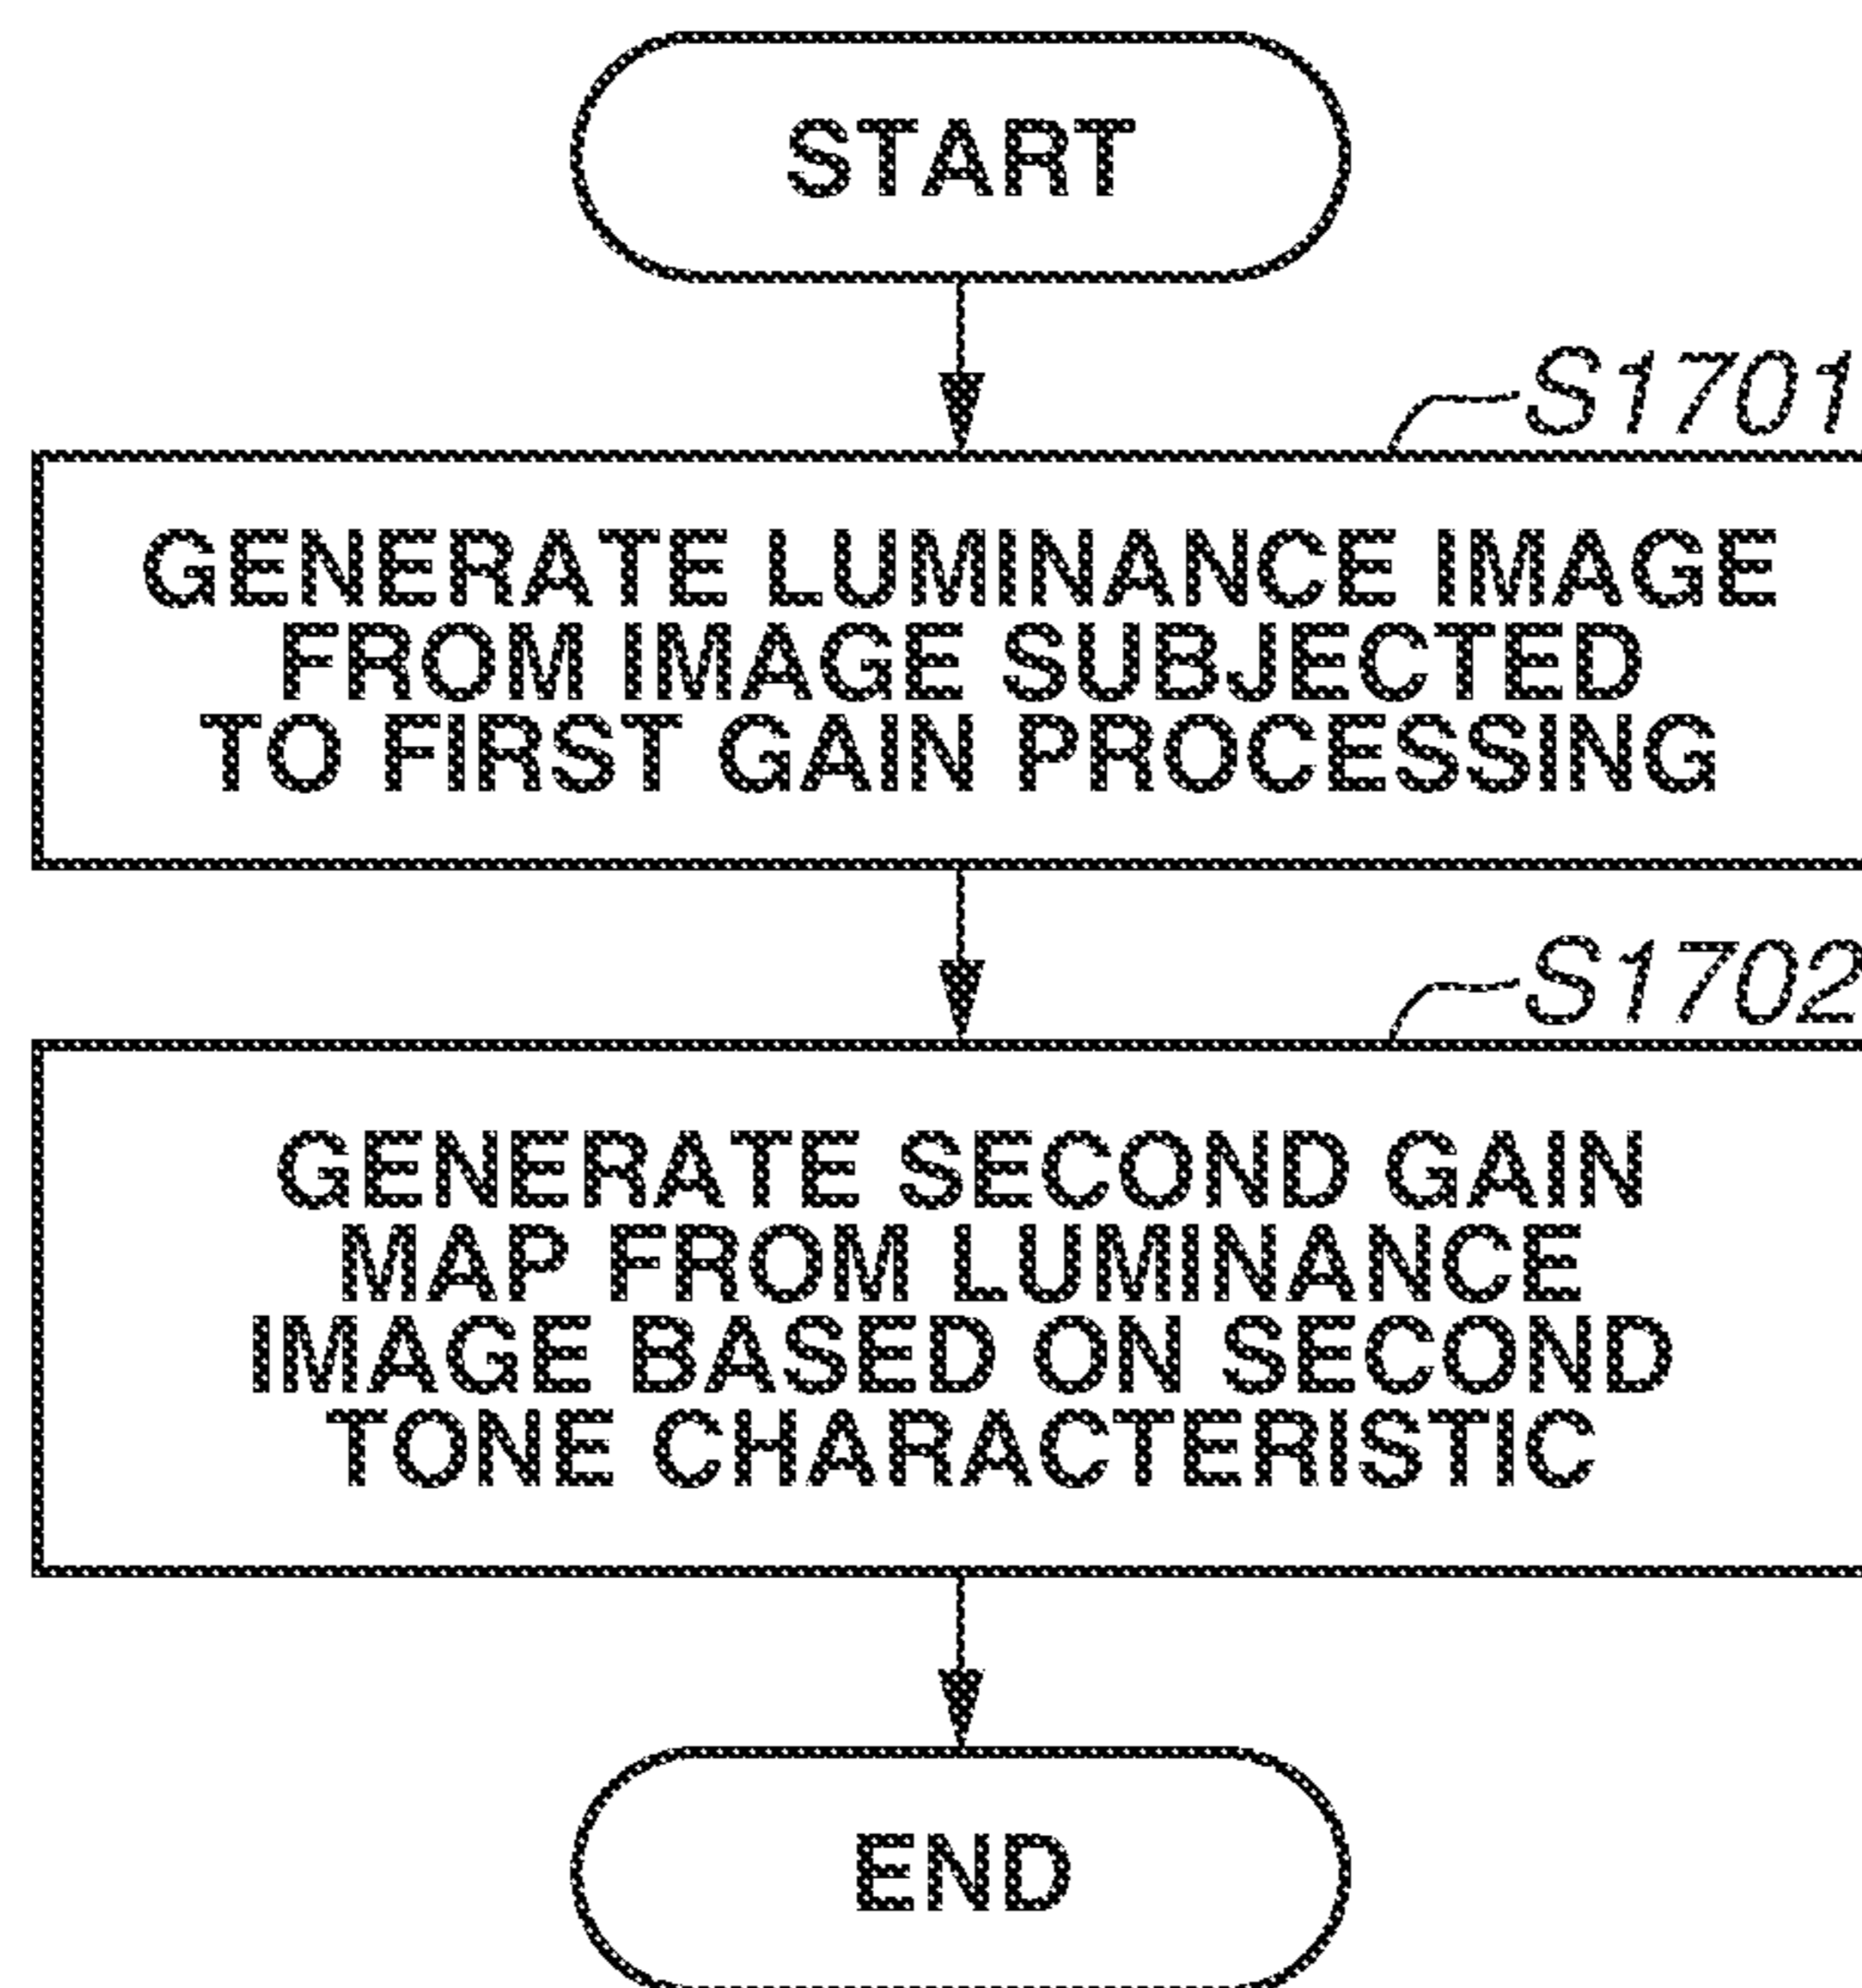 START
S1701
GENERATE LUMINANCE IMAGE
FROM IMAGE SUBJECTED
TO FIRST GAIN PROCESSING
S1702
GENERATE SECOND GAIN
MAP FROM LUMINANCE
IMAGE BASED ON SECOND
TONE CHARACTERISTIC
END